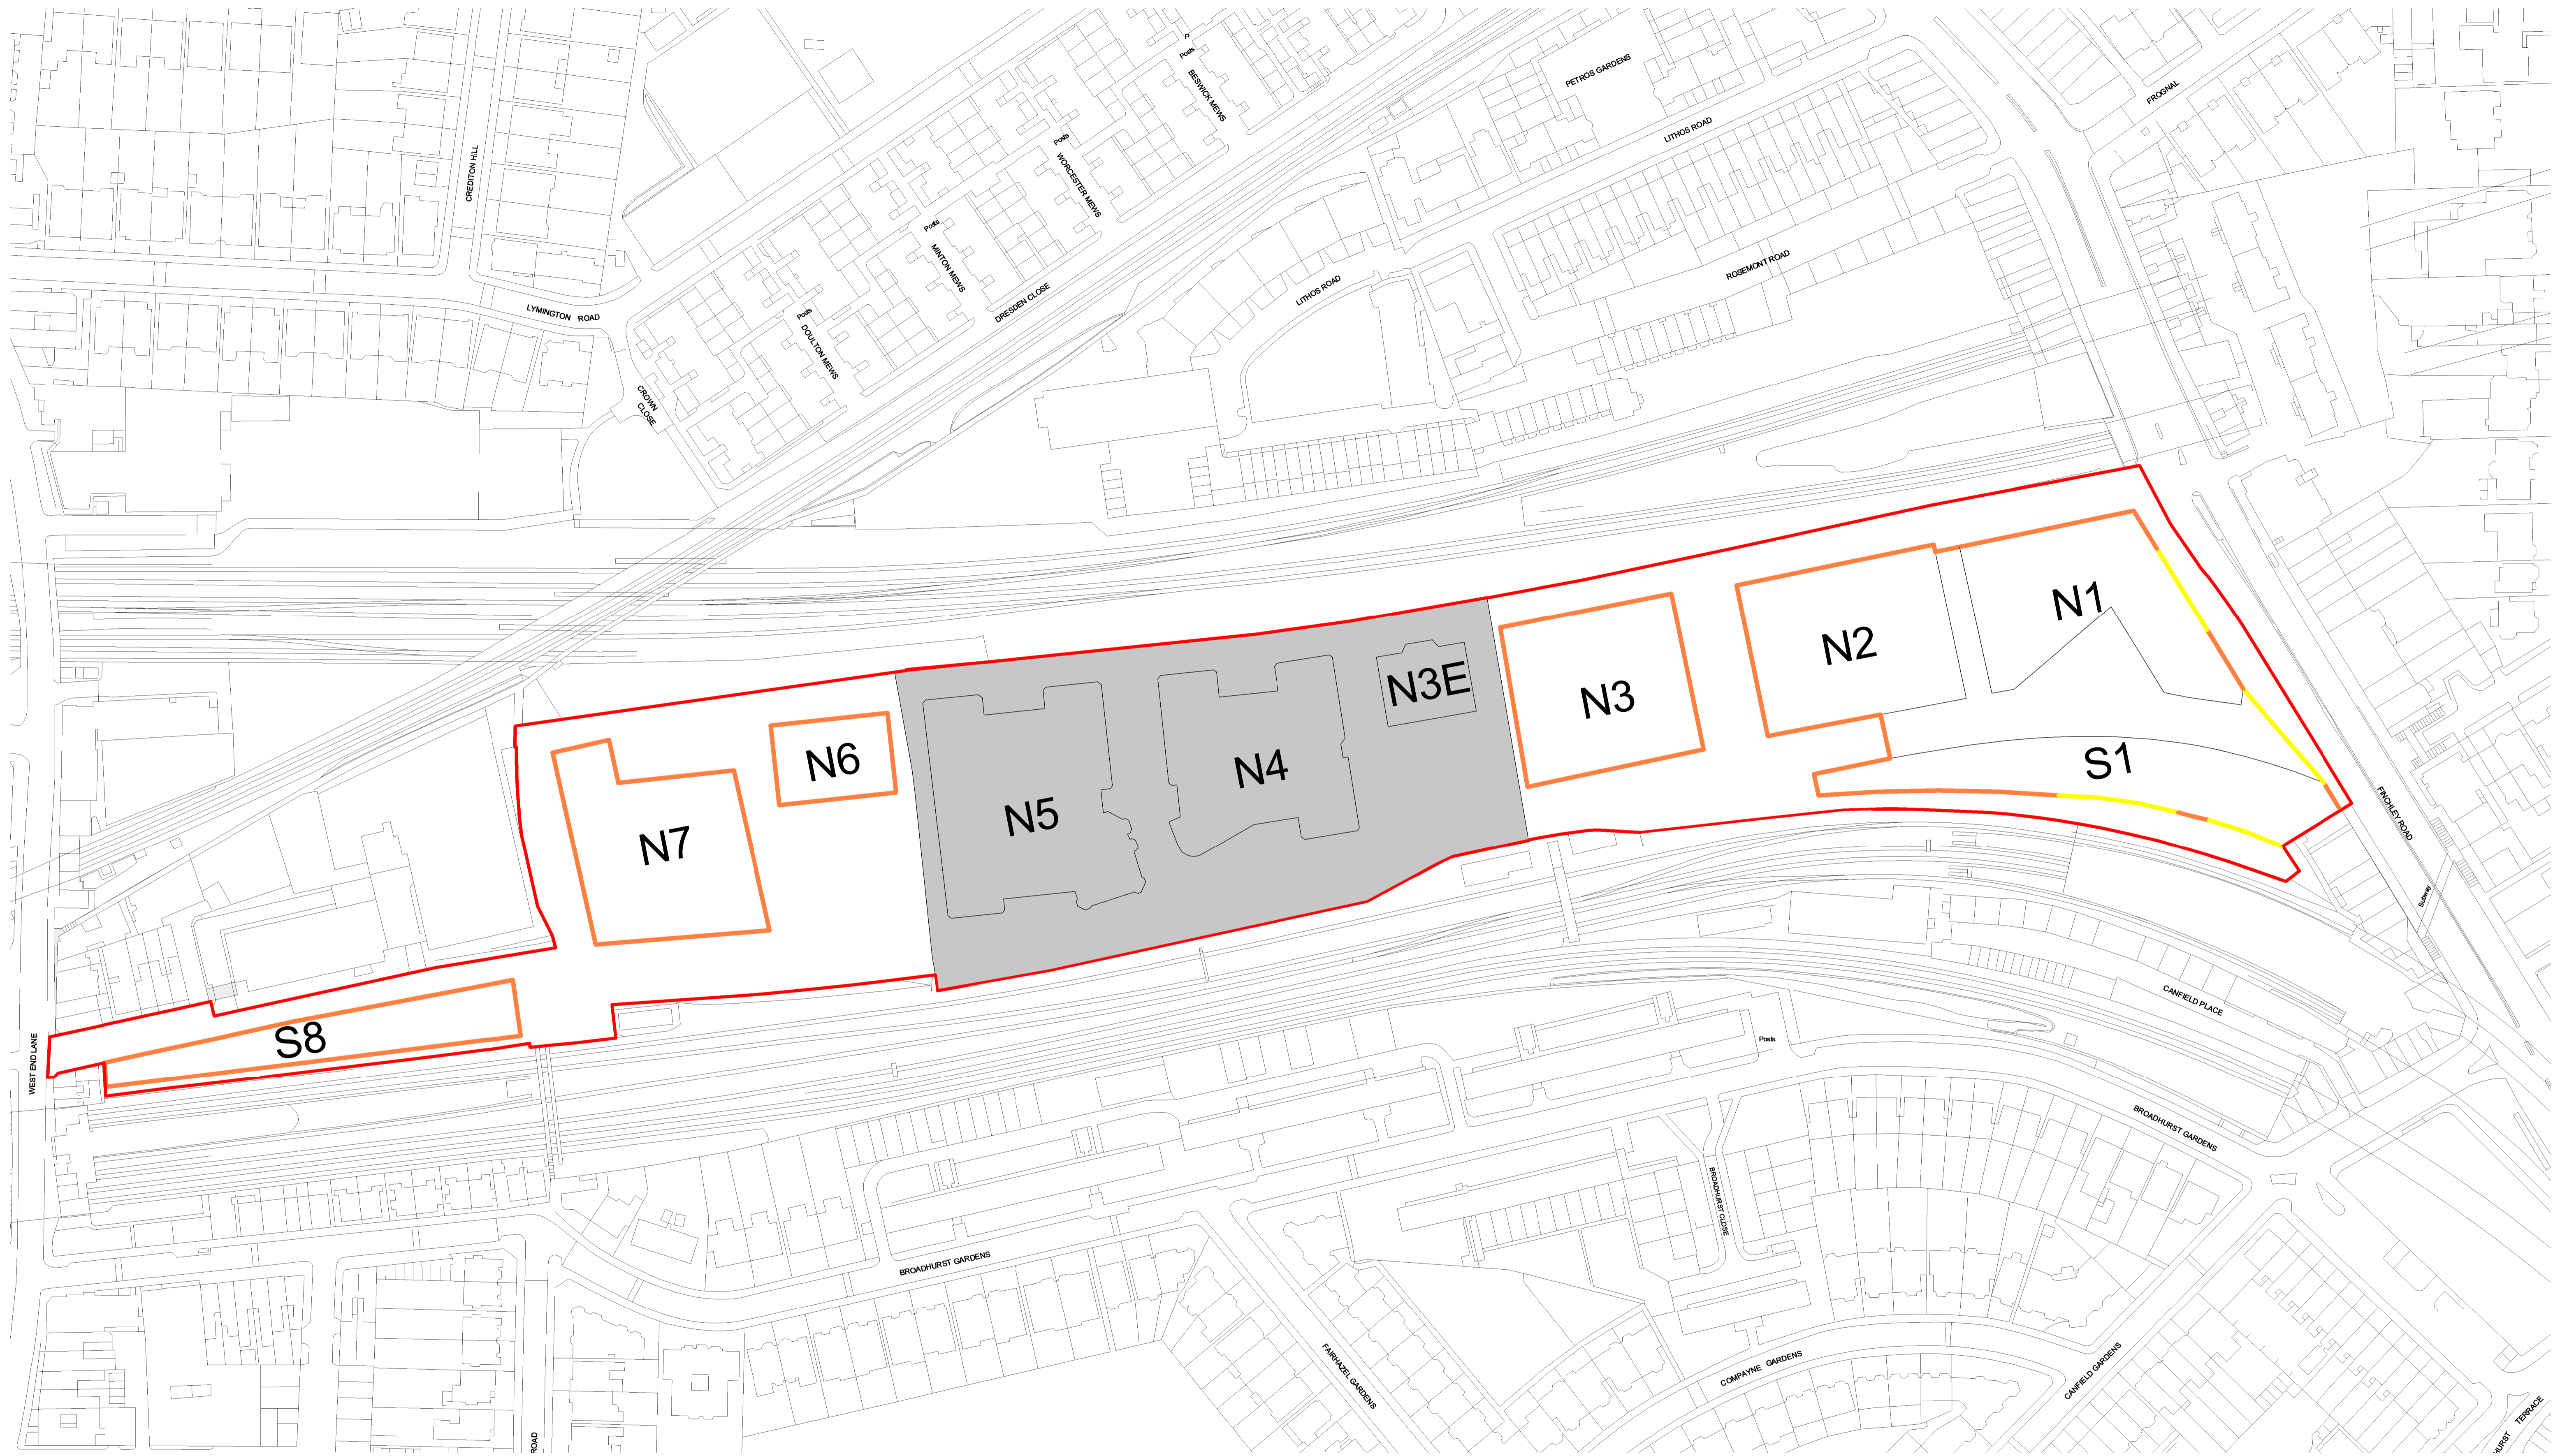 P
Posts
BESWICK MEWS
PETROS GARDENS
FROGNAL
LITHOS ROAD
Posts
WORCESTER MEWS
CREDITON HILL
Posts
MINTON MEWS
ROSEMONT ROAD
LITHOS ROAD
DRESDEN CLOSE
LYMINGTON ROAD
Posts
DOULTON MEWS
CROWN
CLOSE
N1
N2
N3E
N3
N6
N4
S1
N5
N7
FINCHLEY ROAD
Subway
CANFIELD PLACE
S8
WEST END LANE
Posts
BROADHURST GARDENS
BROADHURST CLOSE
BROADHURST GARDENS
FAIRHAZEL GARDENS
COMPAYNE GARDENS
CANFIELD GARDENS
ROAD
HURST
TERRACE